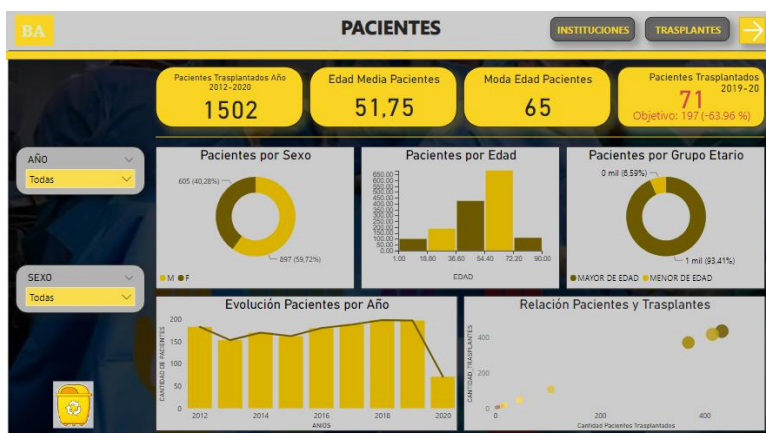 BA
PACIENTES
INSTITUCIONES
TRASPLANTES
Pacientes Trasplantados Año
2012-2020
1502
Edad Media Pacientes
51,75
Moda Edad Pacientes
65
Pacientes Trasplantados
2019-20
71
Objetivo: 197 (-63.96 %)
AÑO
Todas
SEXO
Todas
Pacientes por Sexo
605 (40,28%)
897 (59,72%)
M F
Pacientes por Edad
650.00
600.00
550.00
500.00
450.00
400.00
350.00
300.00
250.00
200.00
150.00
100.00
50.00
0.00
1.00 18.80 36.60 54.40 72.20 90.00
EDAD
Pacientes por Grupo Etario
0 mil (6,59%)
1 mil (93,41%)
MAYOR DE EDAD MENOR DE EDAD
Evolución Pacientes por Año
CANTIDAD DE PACIENTES
200
150
100
50
0
2012 2014 2016 2018 2020
ANIOS
Relación Pacientes y Trasplantes
CANTIDAD_TRASPLANTES
400
200
0
0 200 400
Cantidad Pacientes Trasplantados